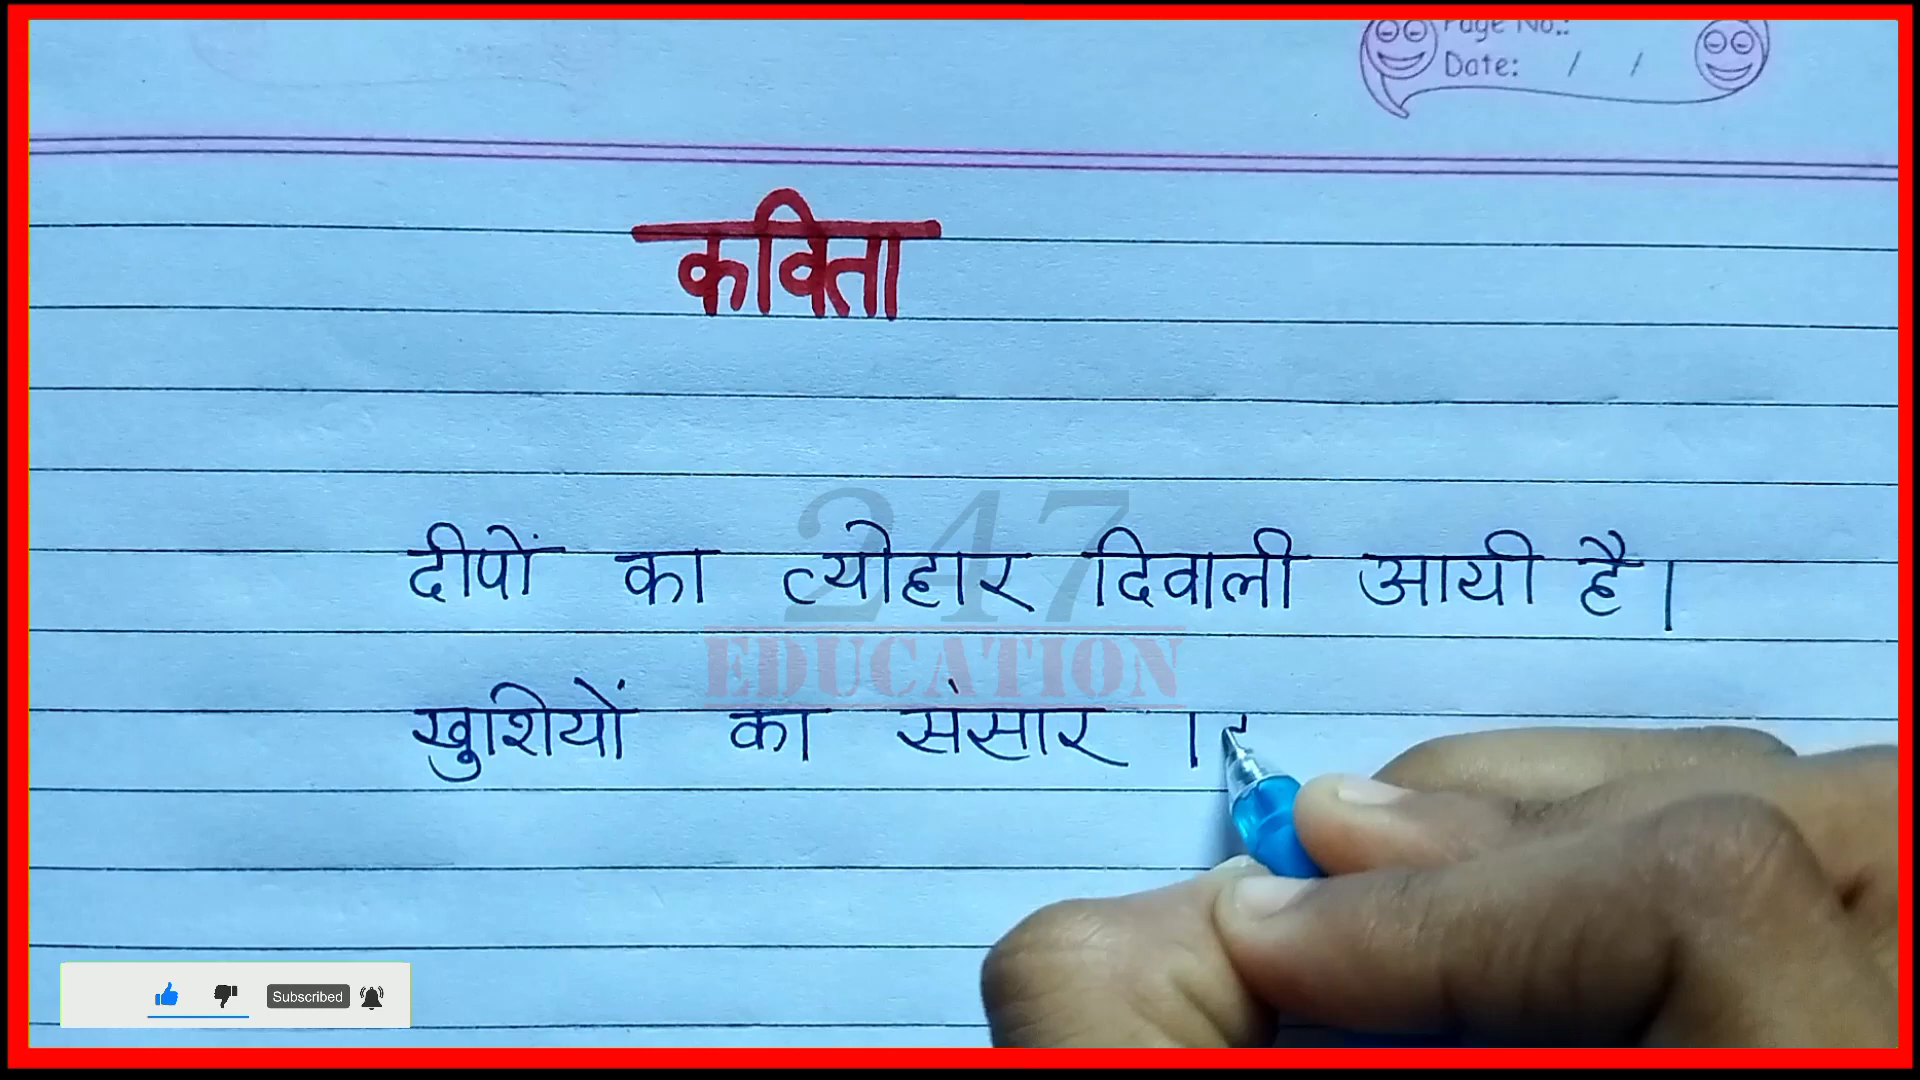 Page No.:
Date: / /
कविता
दीपों का त्योहार दिवाली आयी है।
खुशियों का संसार
247
EDUCATION
Subscribed